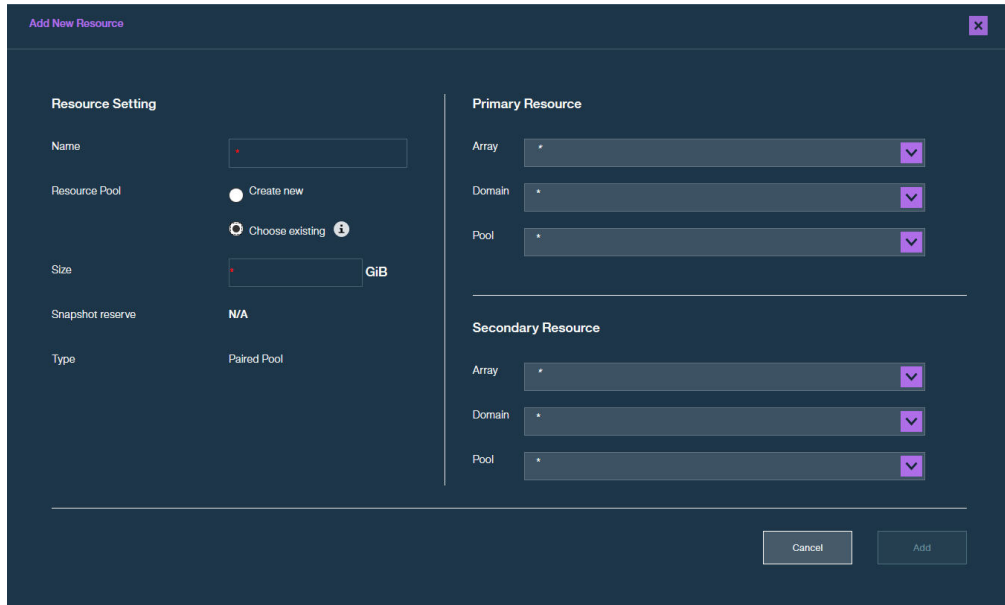 Add New Resource
Resource Setting
Name *
Resource Pool Create new
Choose existing i
Size * GiB
Snapshot reserve N/A
Type Paired Pool
Primary Resource
Array *
Domain *
Pool *
Secondary Resource
Array *
Domain *
Pool *
Cancel Add